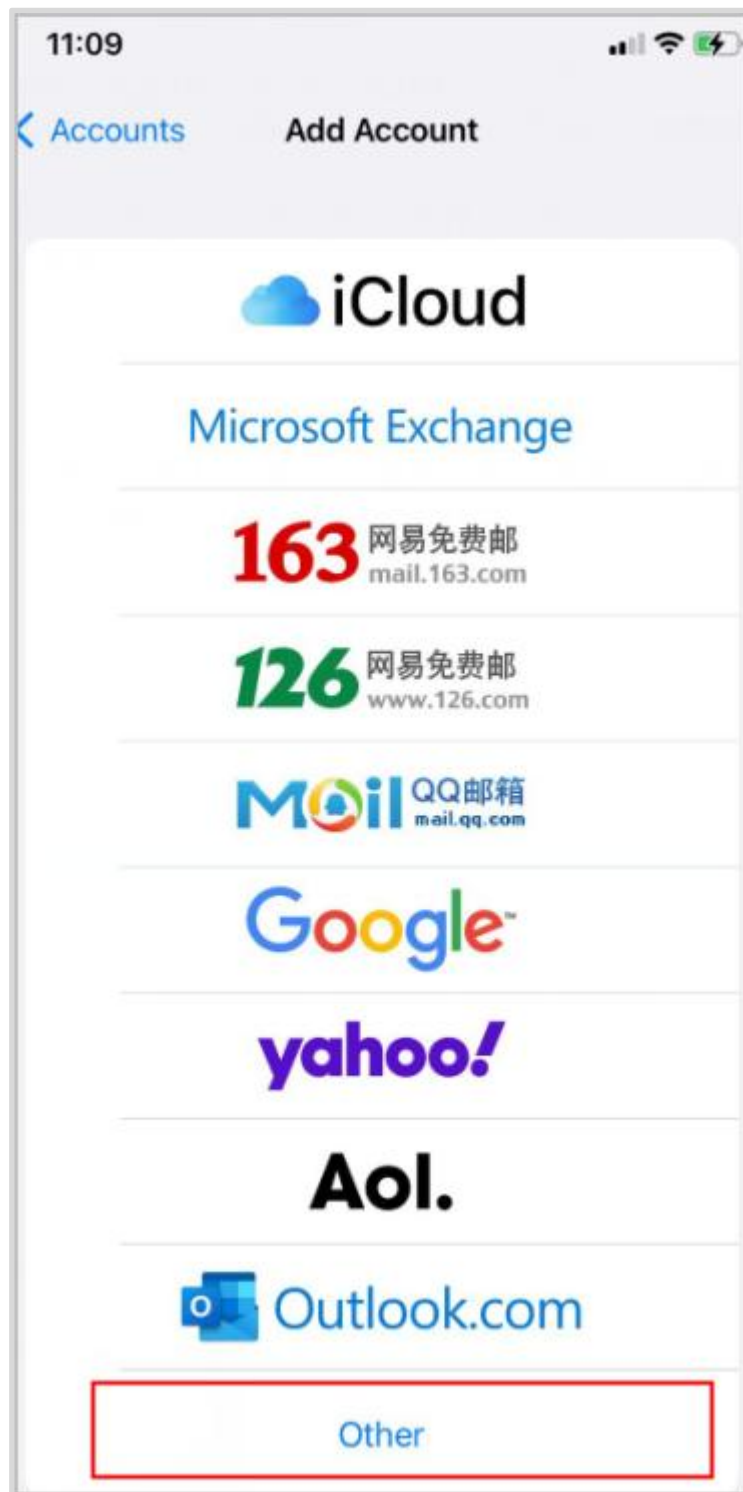 11:09
Accounts
Add Account
iCloud
Microsoft Exchange
163 网易免费邮
mail.163.com
126 网易免费邮
www.126.com
Mail QQ邮箱
mail.qq.com
Google™
yahoo!
Aol.
Outlook.com
Other